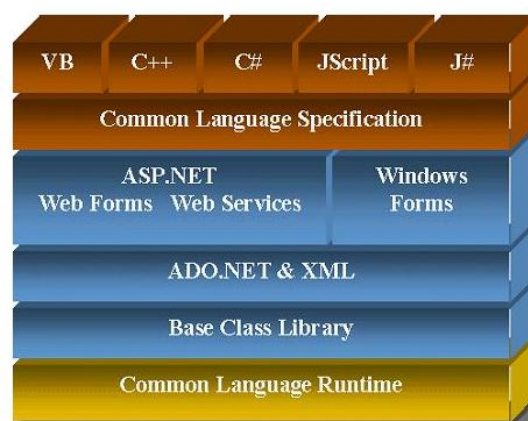 VB C++ C# JScript J#
Common Language Specification
ASP.NET Windows
Web Forms Web Services Forms
ADO.NET & XML
Base Class Library
Common Language Runtime